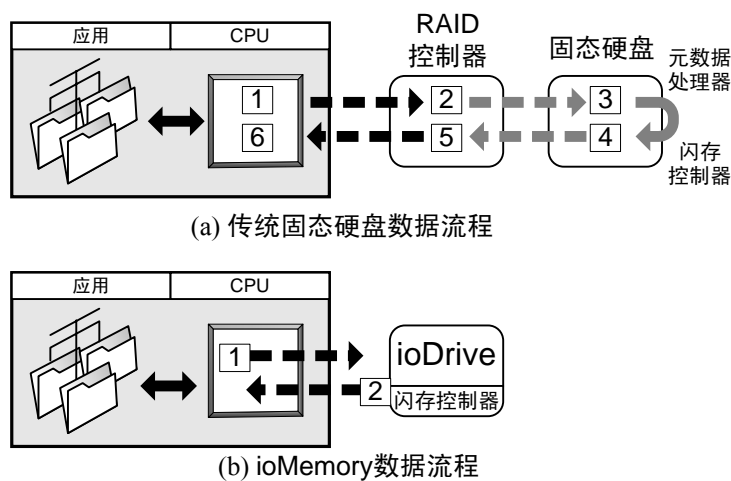 应用 CPU
RAID
控制器
固态硬盘
元数据
处理器
1 2 3
6 5 4
闪存
控制器
(a) 传统固态硬盘数据流程
应用 CPU
1
ioDrive
2
闪存控制器
(b) ioMemory数据流程